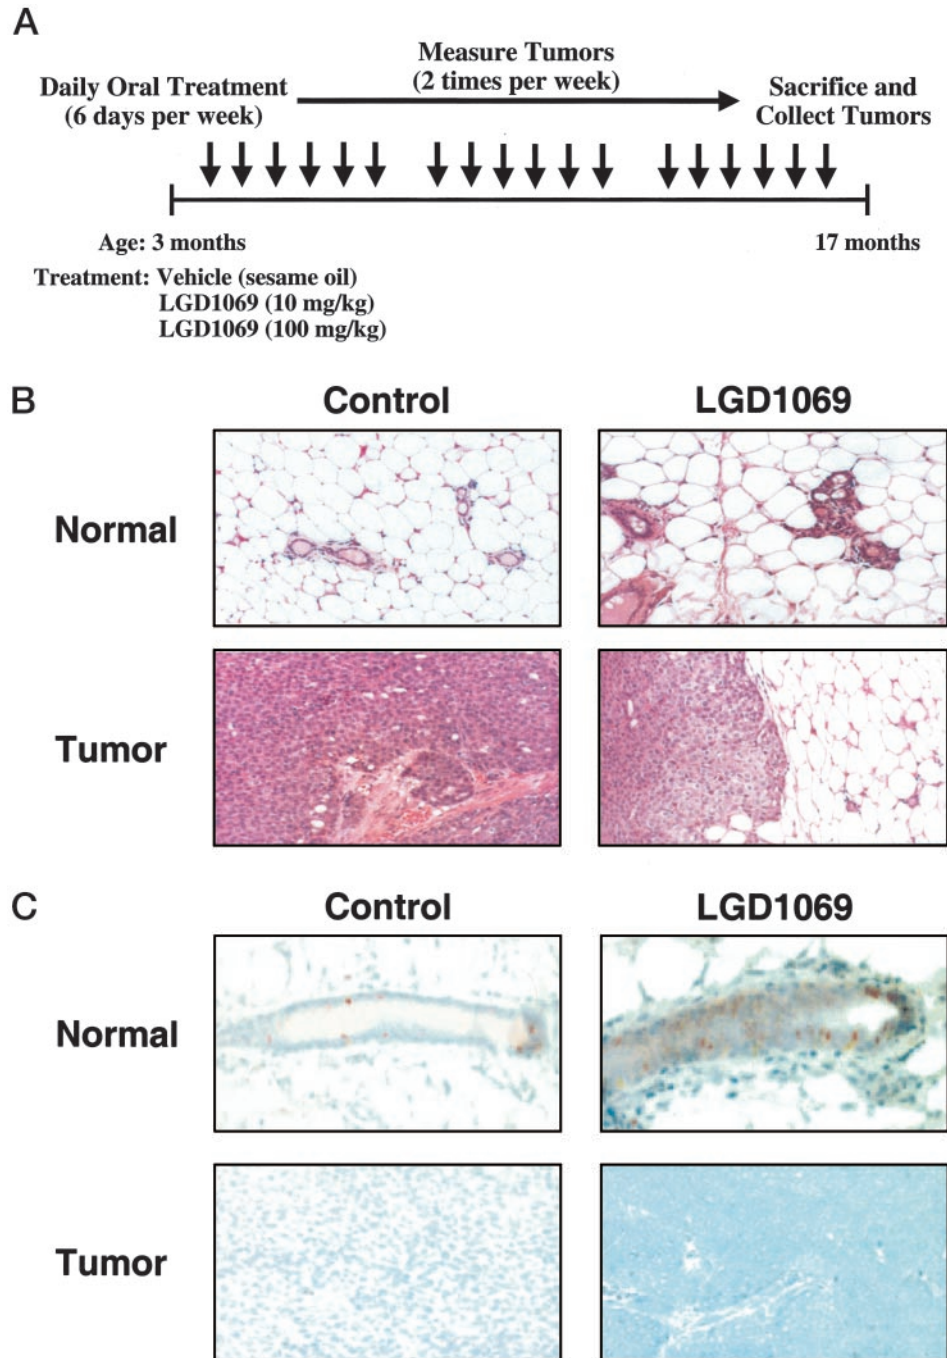 A
Measure Tumors
(2 times per week)
Daily Oral Treatment
(6 days per week)
Sacrifice and
Collect Tumors
Age: 3 months
17 months
Treatment: Vehicle (sesame oil)
LGD1069 (10 mg/kg)
LGD1069 (100 mg/kg)
B
Control
LGD1069
Normal
Tumor
C
Control
LGD1069
Normal
Tumor